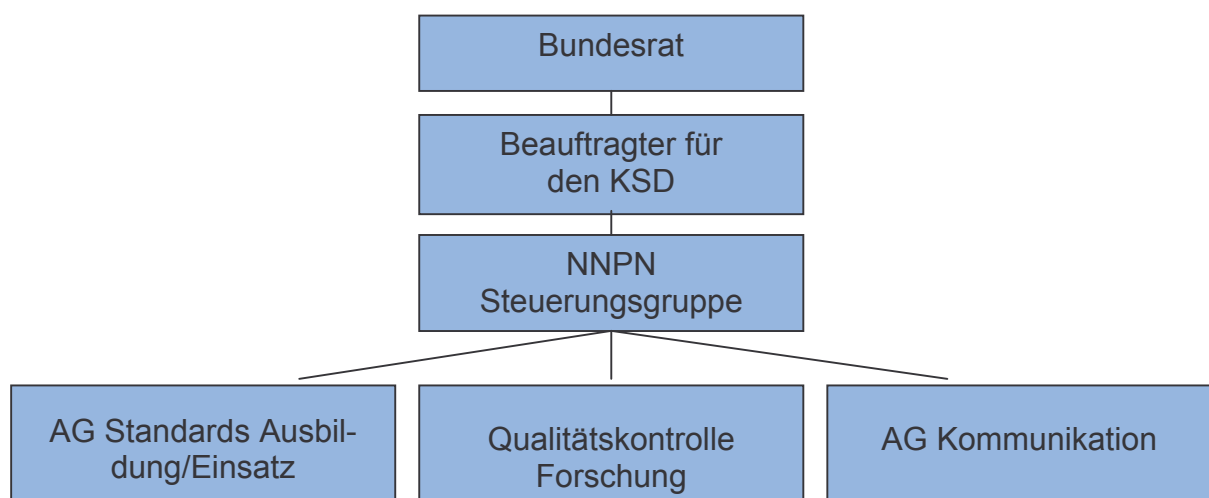 Bundesrat
Beauftragter für
den KSD
NNPN
Steuerungsgruppe
AG Standards Ausbil-
dung/Einsatz
Qualitätskontrolle
Forschung
AG Kommunikation